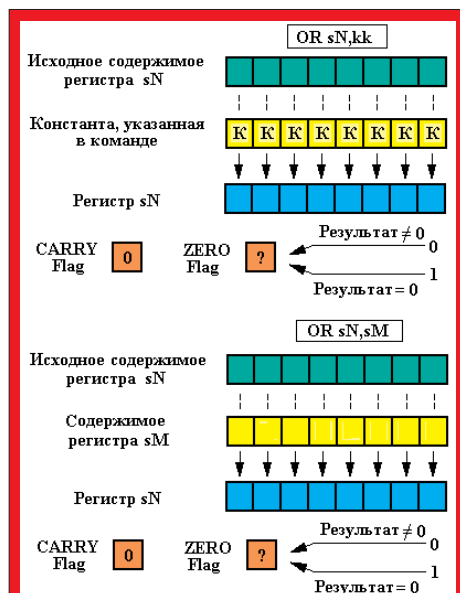 OR sN,kk
Исходное содержимое
регистра sN
Константа, указанная
в команде
К К К К К К К К
Регистр sN
CARRY
Flag
0
ZERO
Flag
?
Результат ≠ 0
0
1
Результат = 0
OR sN,sM
Исходное содержимое
регистра sN
Содержимое
регистра sM
Регистр sN
CARRY
Flag
0
ZERO
Flag
?
Результат ≠ 0
0
1
Результат = 0